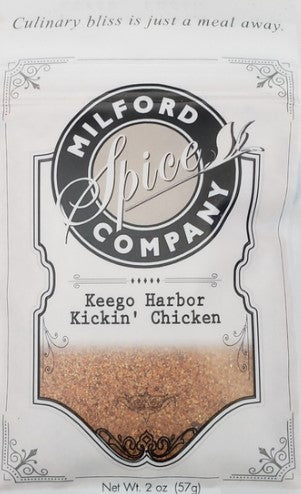 Culinary bliss is just a meal away.
MILFORD
Spice
COMPANY
Keego Harbor
Kickin' Chicken
Net Wt. 2 oz (57g)